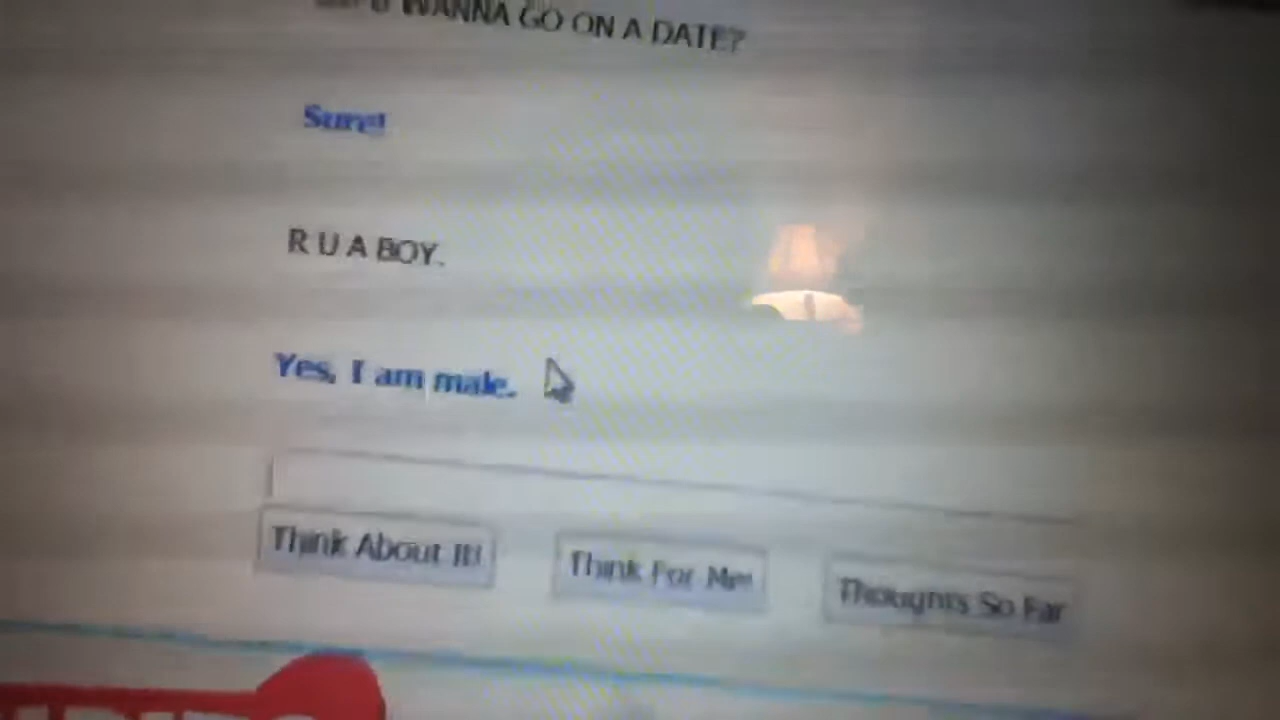 U WANNA GO ON A DATE?
Sure!
R U A BOY.
Yes, I am male.
Think About It!
Think For Me!
Thoughts So Far